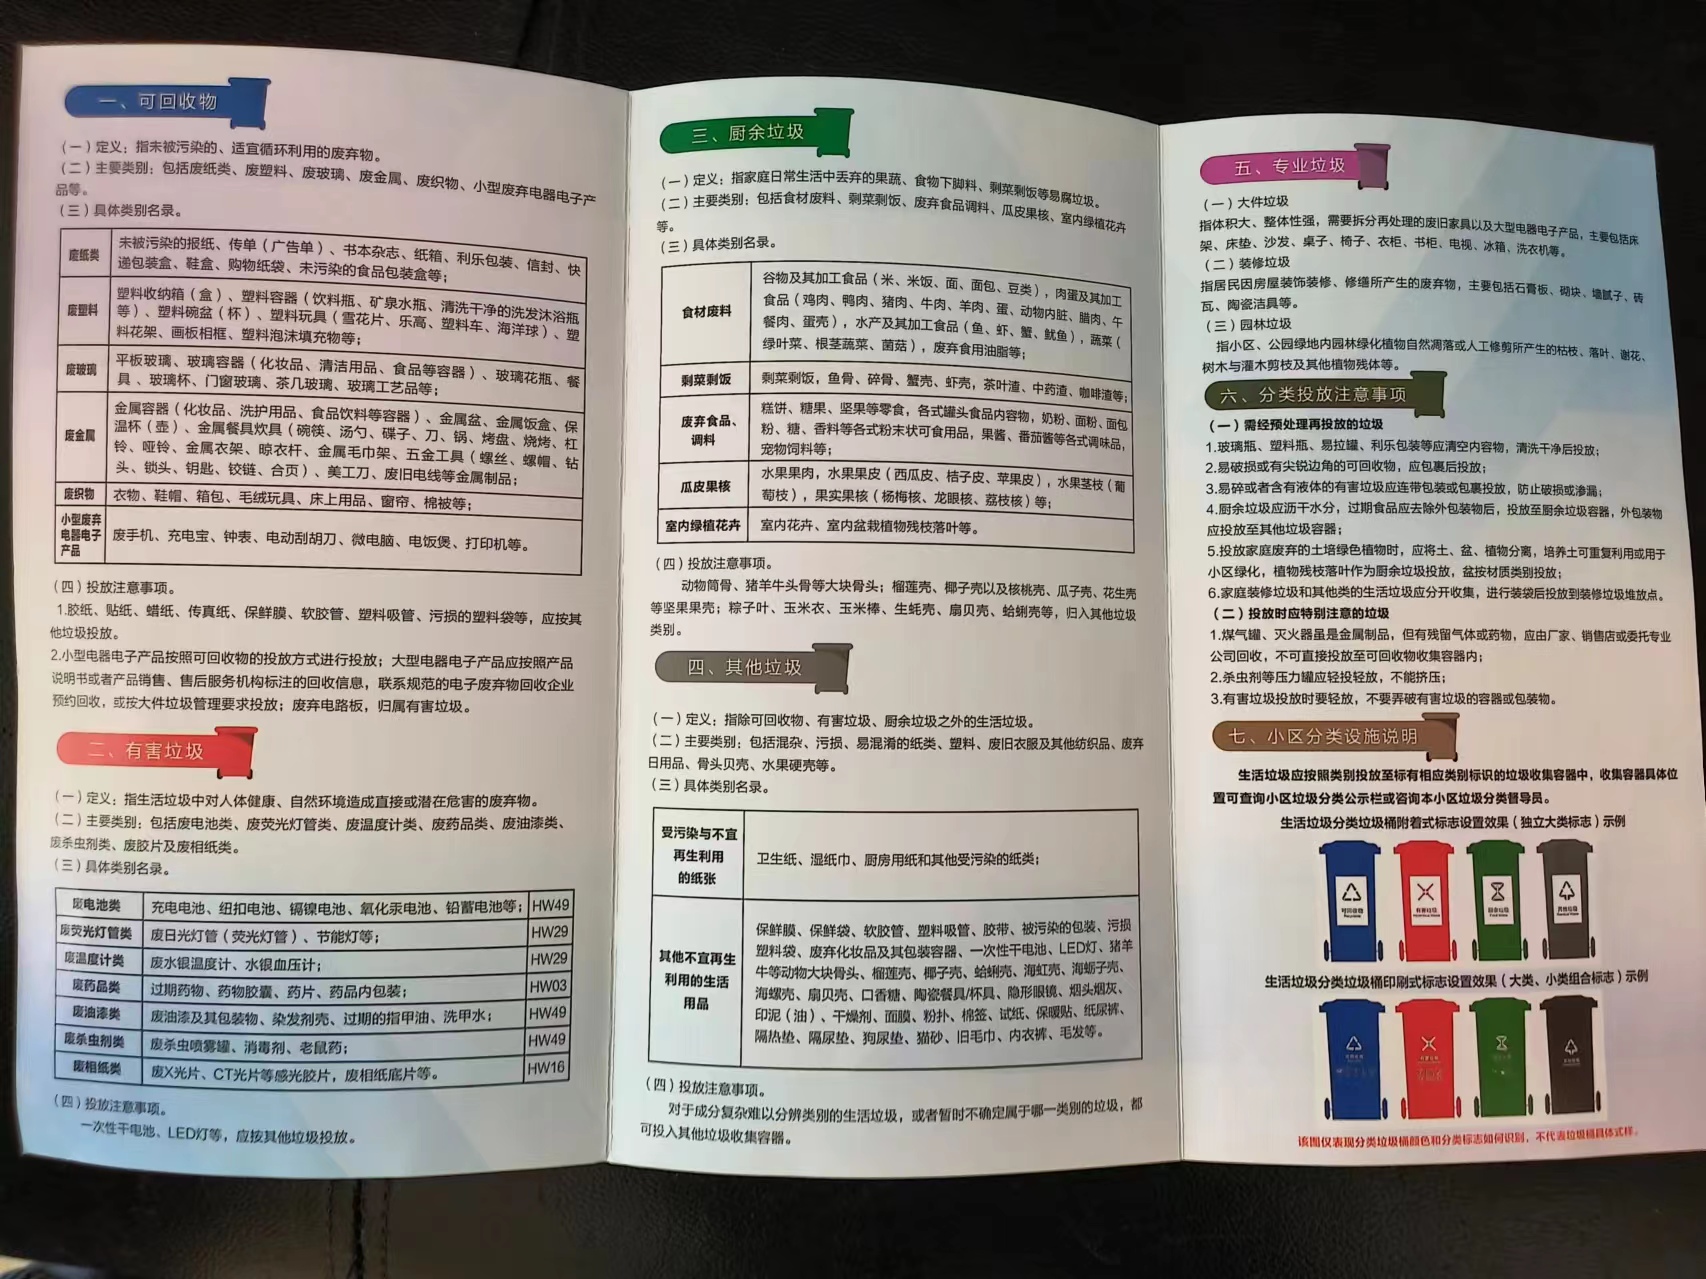 一、可回收物
（一）定义：指未被污染的、适宜循环利用的废弃物。
（二）主要类别：包括废纸类、废塑料、废玻璃、废金属、废织物、小型废弃电器电子产
品等。
（三）具体类别名录。
废纸类
未被污染的报纸、传单（广告单）、书本杂志、纸箱、利乐包装、信封、快
递包装盒、鞋盒、购物纸袋、未污染的食品包装盒等；
废塑料
塑料收纳箱（盒）、塑料容器（饮料瓶、矿泉水瓶、清洗干净的洗发沐浴瓶
等）、塑料碗盆（杯）、塑料玩具（雪花片、乐高、塑料车、海洋球）、塑
料花架、画板相框、塑料泡沫填充物等；
废玻璃
平板玻璃、玻璃容器（化妆品、清洁用品、食品等容器）、玻璃花瓶、餐
具、玻璃杯、门窗玻璃、茶几玻璃、玻璃工艺品等；
废金属
金属容器（化妆品、洗护用品、食品饮料等容器）、金属盆、金属饭盒、保
温杯（壶）、金属餐具炊具（碗筷、汤勺、碟子、刀、锅、烤盘、烧烤、杠
铃、哑铃、金属衣架、晾衣杆、金属毛巾架、五金工具（螺丝、螺帽、钻
头、锁头、钥匙、铰链、合页）、美工刀、废旧电线等金属制品；
废织物
衣物、鞋帽、箱包、毛绒玩具、床上用品、窗帘、棉被等；
小型废弃
电器电子
产品
废手机、充电宝、钟表、电动刮胡刀、微电脑、电饭煲、打印机等。
（四）投放注意事项。
1.胶纸、贴纸、蜡纸、传真纸、保鲜膜、软胶管、塑料吸管、污损的塑料袋等，应按其
他垃圾投放。
2.小型电器电子产品按照可回收物的投放方式进行投放；大型电器电子产品应按照产品
说明书或者产品销售、售后服务机构标注的回收信息，联系规范的电子废弃物回收企业
预约回收，或按大件垃圾管理要求投放；废弃电路板，归属有害垃圾。
二、有害垃圾
（一）定义：指生活垃圾中对人体健康、自然环境造成直接或潜在危害的废弃物。
（二）主要类别：包括废电池类、废荧光灯管类、废温度计类、废药品类、废油漆类、
废杀虫剂类、废胶片及废相纸类。
（三）具体类别名录。
废电池类 充电电池、纽扣电池、镉镍电池、氧化汞电池、铅蓄电池等； HW49
废荧光灯管类 废日光灯管（荧光灯管）、节能灯等； HW29
废温度计类 废水银温度计、水银血压计； HW29
废药品类 过期药物、药物胶囊、药片、药品内包装； HW03
废油漆类 废油漆及其包装物、染发剂壳、过期的指甲油、洗甲水； HW49
废杀虫剂类 废杀虫喷雾罐、消毒剂、老鼠药； HW49
废相纸类 废X光片、CT光片等感光胶片，废相纸底片等。 HW16
（四）投放注意事项。
一次性干电池、LED灯等，应按其他垃圾投放。
三、厨余垃圾
（一）定义：指家庭日常生活中丢弃的果蔬、食物下脚料、剩菜剩饭等易腐垃圾。
（二）主要类别：包括食材废料、剩菜剩饭、废弃食品调料、瓜皮果核、室内绿植花卉
等。
（三）具体类别名录。
食材废料
谷物及其加工食品（米、米饭、面、面包、豆类），肉蛋及其加工
食品（鸡肉、鸭肉、猪肉、牛肉、羊肉、蛋、动物内脏、腊肉、午
餐肉、蛋壳），水产及其加工食品（鱼、虾、蟹、鱿鱼），蔬菜（
绿叶菜、根茎蔬菜、菌菇），废弃食用油脂等；
剩菜剩饭
剩菜剩饭，鱼骨、碎骨、蟹壳、虾壳，茶叶渣、中药渣、咖啡渣等；
废弃食品、
调料
糕饼、糖果、坚果等零食，各式罐头食品内容物，奶粉、面粉、面包
粉、糖、香料等各式粉末状可食用品，果酱、番茄酱等各式调味品，
宠物饲料等；
瓜皮果核
水果果肉，水果果皮（西瓜皮、桔子皮、苹果皮），水果茎枝（葡
萄枝），果实果核（杨梅核、龙眼核、荔枝核）等；
室内绿植花卉
室内花卉、室内盆栽植物残枝落叶等。
（四）投放注意事项。
动物筒骨、猪羊牛头骨等大块骨头；榴莲壳、椰子壳以及核桃壳、瓜子壳、花生壳
等坚果果壳；粽子叶、玉米衣、玉米棒、生蚝壳、扇贝壳、蛤蜊壳等，归入其他垃圾
类别。
四、其他垃圾
（一）定义：指除可回收物、有害垃圾、厨余垃圾之外的生活垃圾。
（二）主要类别：包括混杂、污损、易混淆的纸类、塑料、废旧衣服及其他纺织品、废弃
日用品、骨头贝壳、水果硬壳等。
（三）具体类别名录。
受污染与不宜
再生利用
的纸张
卫生纸、湿纸巾、厨房用纸和其他受污染的纸类；
其他不宜再生
利用的生活
用品
保鲜膜、保鲜袋、软胶管、塑料吸管、胶带、被污染的包装、污损
塑料袋、废弃化妆品及其包装容器、一次性干电池、LED灯、猪羊
牛等动物大块骨头、榴莲壳、椰子壳、蛤蜊壳、海虹壳、海蛎子壳、
海螺壳、扇贝壳、口香糖、陶瓷餐具/杯具、隐形眼镜、烟头烟灰、
印泥（油）、干燥剂、面膜、粉扑、棉签、试纸、保暖贴、纸尿裤、
隔热垫、隔尿垫、狗尿垫、猫砂、旧毛巾、内衣裤、毛发等。
（四）投放注意事项。
对于成分复杂难以分辨类别的生活垃圾，或者暂时不确定属于哪一类别的垃圾，都
可投入其他垃圾收集容器。
五、专业垃圾
（一）大件垃圾
指体积大、整体性强，需要拆分再处理的废旧家具以及大型电器电子产品，主要包括床
架、床垫、沙发、桌子、椅子、衣柜、书柜、电视、冰箱、洗衣机等。
（二）装修垃圾
指居民因房屋装饰装修、修缮所产生的废弃物，主要包括石膏板、砌块、墙腻子、砖
瓦、陶瓷洁具等。
（三）园林垃圾
指小区、公园绿地内园林绿化植物自然凋落或人工修剪所产生的枯枝、落叶、谢花、
树木与灌木剪枝及其他植物残体等。
六、分类投放注意事项
（一）需经预处理再投放的垃圾
1.玻璃瓶、塑料瓶、易拉罐、利乐包装等应清空内容物，清洗干净后投放；
2.易破损或有尖锐边角的可回收物，应包裹后投放；
3.易碎或者含有液体的有害垃圾应连带包装或包裹投放，防止破损或渗漏；
4.厨余垃圾应沥干水分，过期食品应去除外包装物后，投放至厨余垃圾容器，外包装物
应投放至其他垃圾容器；
5.投放家庭废弃的土培绿色植物时，应将土、盆、植物分离，培养土可重复利用或用于
小区绿化，植物残枝落叶作为厨余垃圾投放，盆按材质类别投放；
6.家庭装修垃圾和其他类的生活垃圾应分开收集，进行装袋后投放到装修垃圾堆放点。
（二）投放时应特别注意的垃圾
1.煤气罐、灭火器虽是金属制品，但有残留气体或药物，应由厂家、销售店或委托专业
公司回收，不可直接投放至可回收物收集容器内；
2.杀虫剂等压力罐应轻投轻放，不能挤压；
3.有害垃圾投放时要轻放，不要弄破有害垃圾的容器或包装物。
七、小区分类设施说明
生活垃圾应按照类别投放至标有相应类别标识的垃圾收集容器中，收集容器具体位
置可查询小区垃圾分类公示栏或咨询本小区垃圾分类督导员。
生活垃圾分类垃圾桶附着式标志设置效果（独立大类标志）示例
可回收物 有害垃圾 厨余垃圾 其他垃圾
生活垃圾分类垃圾桶印刷式标志设置效果（大类、小类组合标志）示例
该图仅表现分类垃圾桶颜色和分类标志如何识别，不代表垃圾桶具体式样。